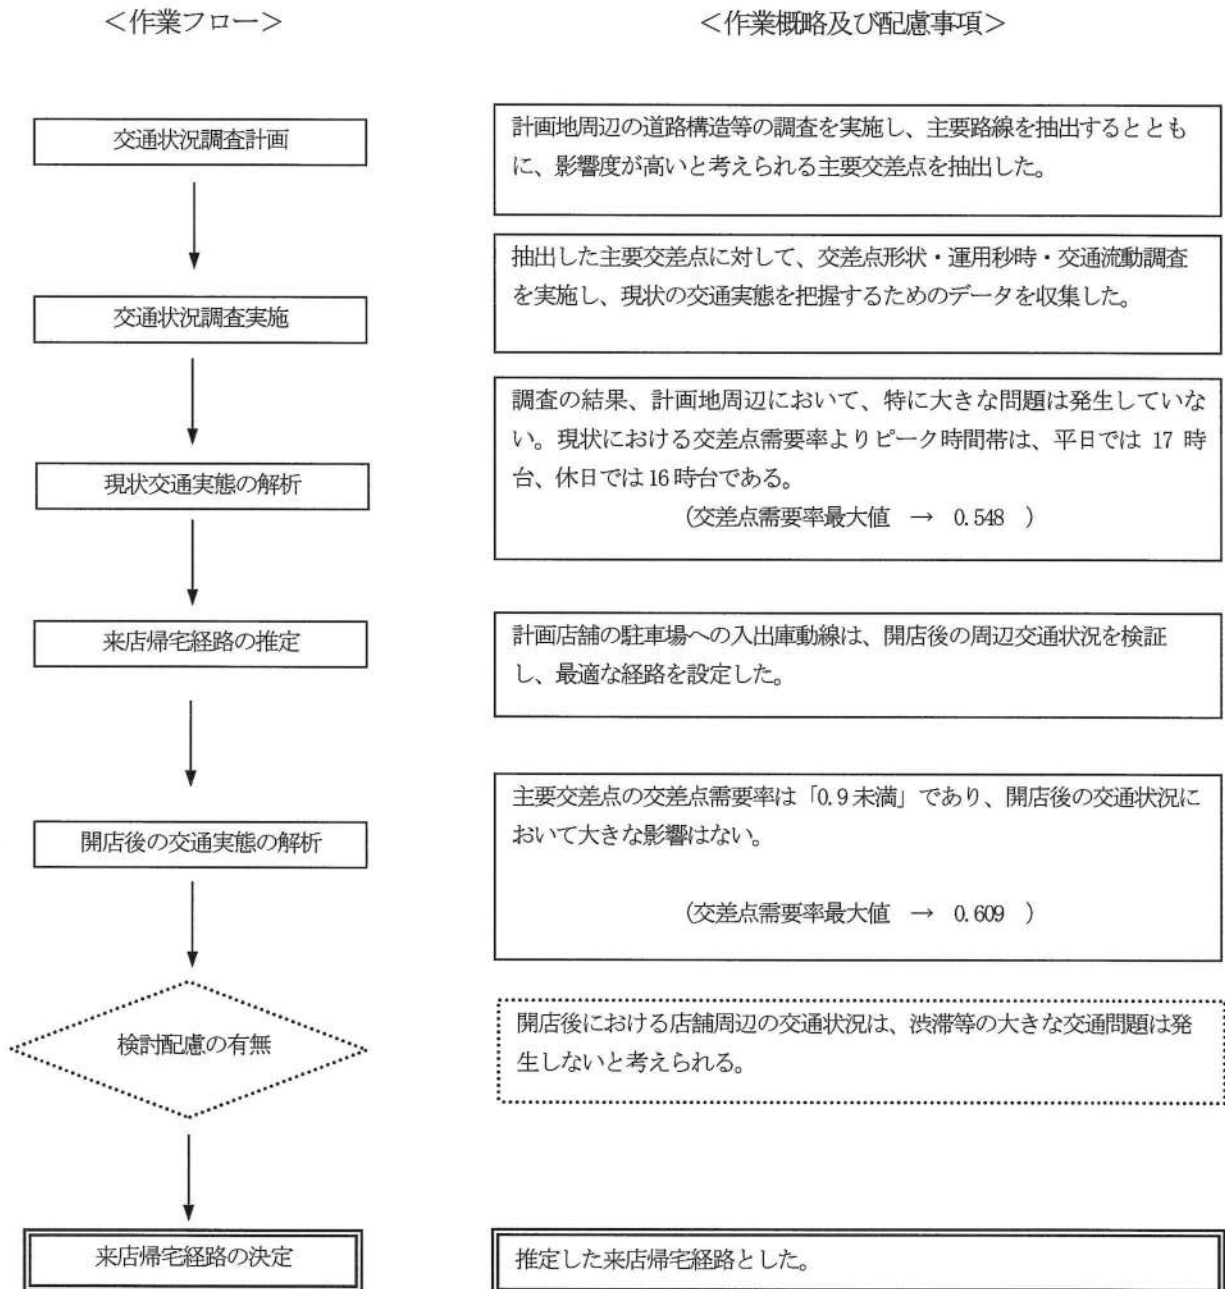 ＜作業フロー＞
＜作業概略及び配慮事項＞
交通状況調査計画
計画地周辺の道路構造等の調査を実施し、主要路線を抽出するととも
に、影響度が高いと考えられる主要交差点を抽出した。
交通状況調査実施
抽出した主要交差点に対して、交差点形状・運用秒時・交通流動調査
を実施し、現状の交通実態を把握するためのデータを収集した。
現状交通実態の解析
調査の結果、計画地周辺において、特に大きな問題は発生していな
い。現状における交差点需要率よりピーク時間帯は、平日では 17 時
台、休日では 16 時台である。
（交差点需要率最大値 → 0.548 ）
来店帰宅経路の推定
計画店舗の駐車場への入出庫動線は、開店後の周辺交通状況を検証
し、最適な経路を設定した。
開店後の交通実態の解析
主要交差点の交差点需要率は「0.9 未満」であり、開店後の交通状況に
おいて大きな影響はない。
（交差点需要率最大値 → 0.609 ）
検討配慮の有無
開店後における店舗周辺の交通状況は、渋滞等の大きな交通問題は発
生しないと考えられる。
来店帰宅経路の決定
推定した来店帰宅経路とした。